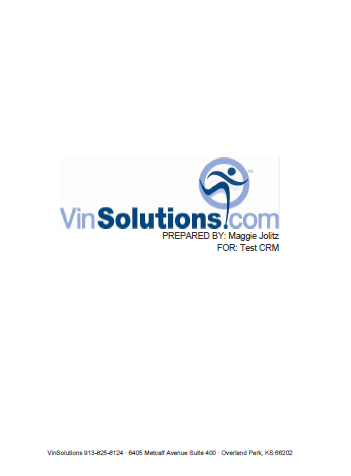 VinSolutions.com
TM
PREPARED BY: Maggie Jolitz
FOR: Test CRM
VinSolutions 913-825-6124 · 6405 Metcalf Avenue Suite 400 · Overland Park, KS 66202